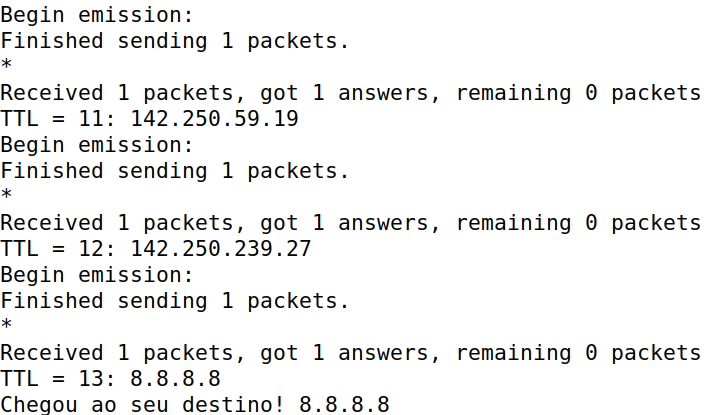 Begin emission:
Finished sending 1 packets.
*
Received 1 packets, got 1 answers, remaining 0 packets
TTL = 11: 142.250.59.19
Begin emission:
Finished sending 1 packets.
*
Received 1 packets, got 1 answers, remaining 0 packets
TTL = 12: 142.250.239.27
Begin emission:
Finished sending 1 packets.
*
Received 1 packets, got 1 answers, remaining 0 packets
TTL = 13: 8.8.8.8
Chegou ao seu destino! 8.8.8.8